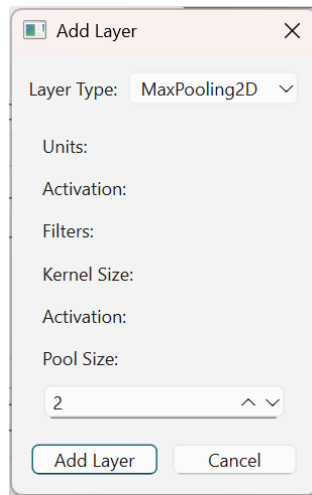 Add Layer
Layer Type: MaxPooling2D
Units:
Activation:
Filters:
Kernel Size:
Activation:
Pool Size:
2
Add Layer Cancel